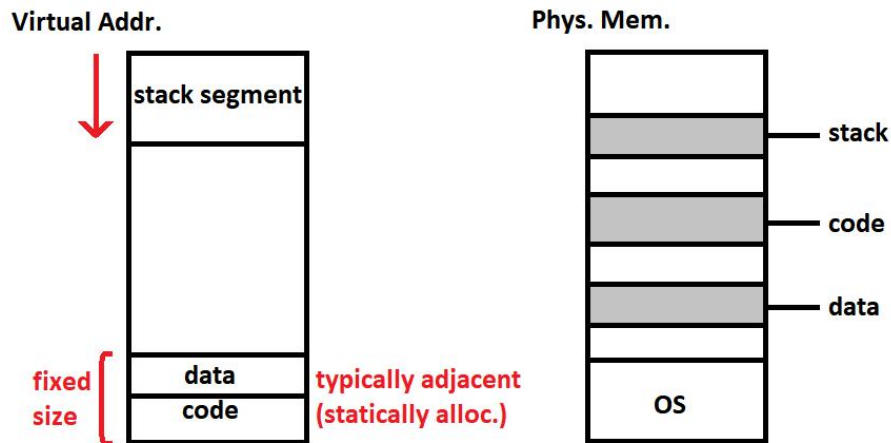 Virtual Addr.
stack segment
data
code
fixed
size
typically adjacent
(statically alloc.)
Phys. Mem.
stack
code
data
OS